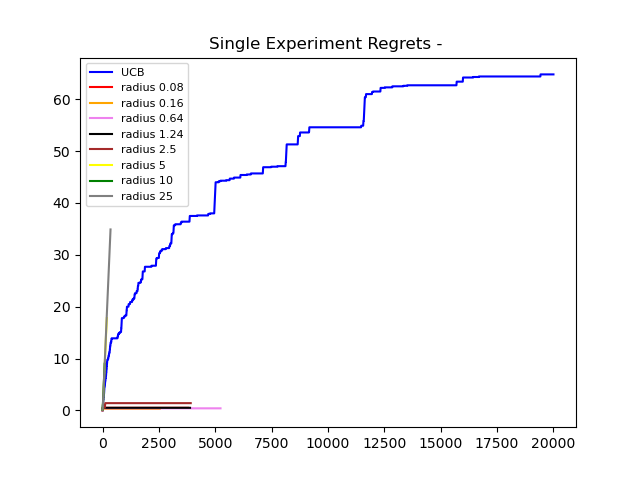 Single Experiment Regrets -
UCB
radius 0.08
radius 0.16
radius 0.64
radius 1.24
radius 2.5
radius 5
radius 10
radius 25
60
50
40
30
20
10
0
0 2500 5000 7500 10000 12500 15000 17500 20000